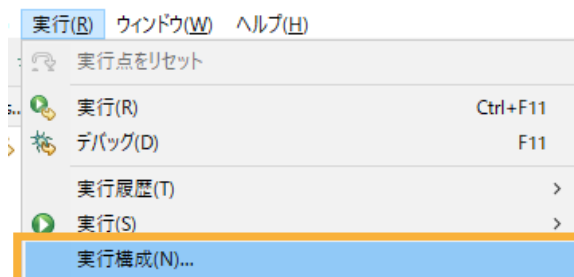 実行(R) ウィンドウ(W) ヘルプ(H)
実行点をリセット
実行(R) Ctrl+F11
デバッグ(D) F11
実行履歴(T)
実行(S)
実行構成(N)...